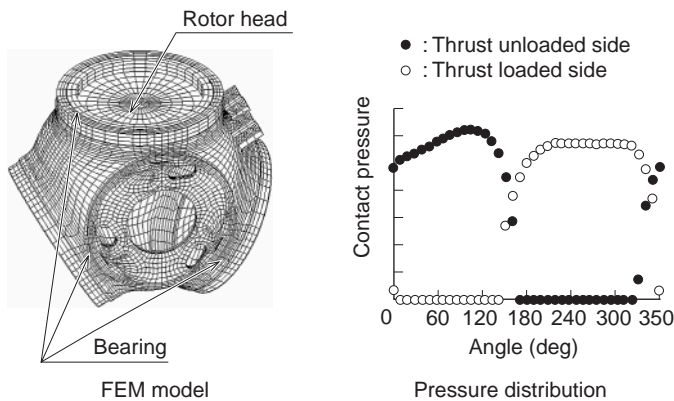 Rotor head
● : Thrust unloaded side
○ : Thrust loaded side
Contact pressure
0 60 120 180 240 300 350
Angle (deg)
Bearing
FEM model
Pressure distribution